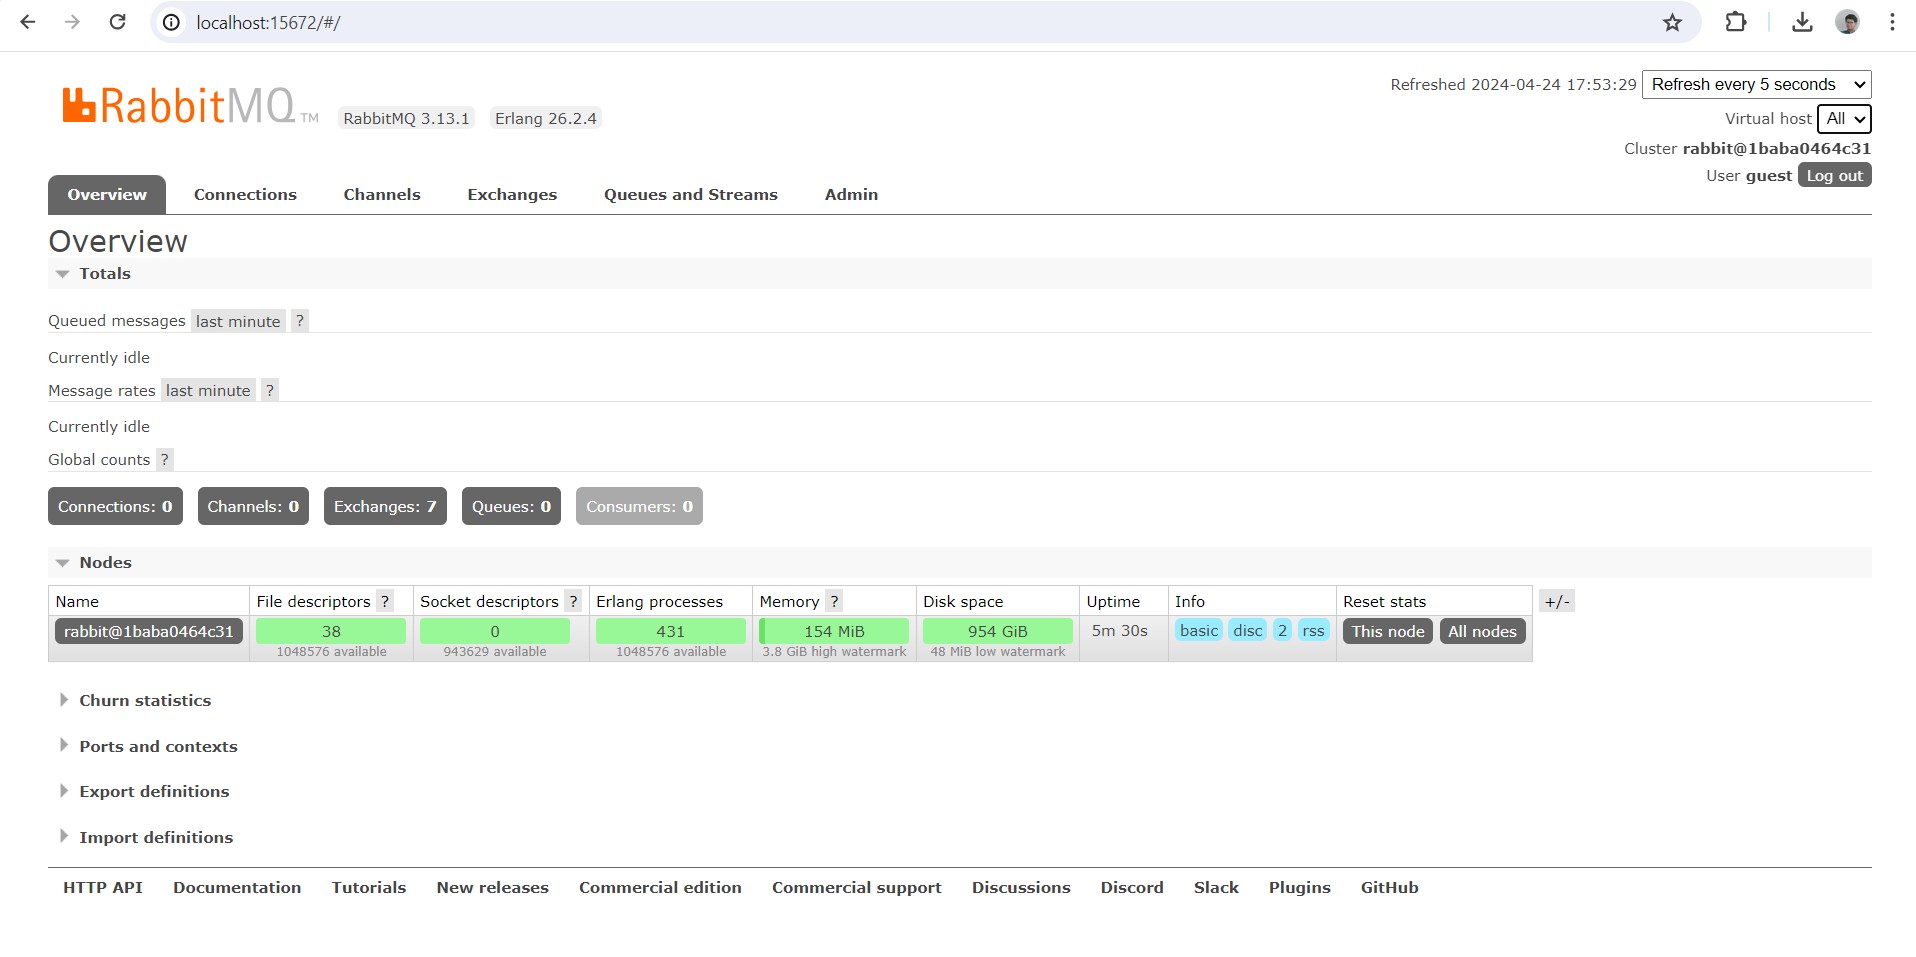 localhost:15672/#/
RabbitMQ TM RabbitMQ 3.13.1 Erlang 26.2.4
Refreshed 2024-04-24 17:53:29 Refresh every 5 seconds
Virtual host All
Cluster rabbit@1baba0464c31
User guest Log out
Overview Connections Channels Exchanges Queues and Streams Admin
Overview
Totals
Queued messages last minute ?
Currently idle
Message rates last minute ?
Currently idle
Global counts ?
Connections: 0 Channels: 0 Exchanges: 7 Queues: 0 Consumers: 0
Nodes
Name File descriptors ? Socket descriptors ? Erlang processes Memory ? Disk space Uptime Info Reset stats +/-
rabbit@1baba0464c31 38 0 431 154 MiB 954 GiB 5m 30s basic disc 2 rss This node All nodes
1048576 available 943629 available 1048576 available 3.8 GiB high watermark 48 MiB low watermark
Churn statistics
Ports and contexts
Export definitions
Import definitions
HTTP API Documentation Tutorials New releases Commercial edition Commercial support Discussions Discord Slack Plugins GitHub